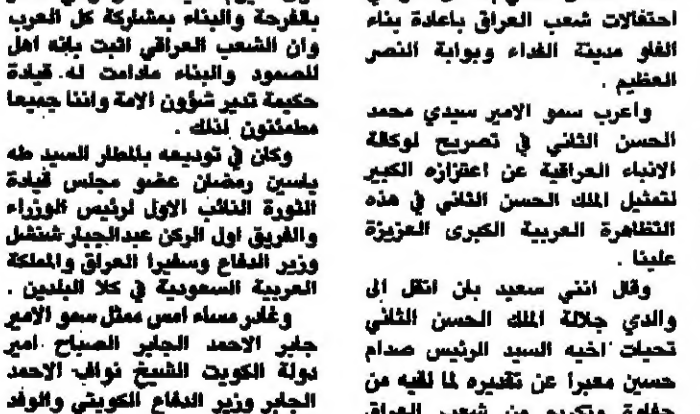 احتفالات شعب العراق باعادة بناء
الفاو مدينة الفداء وبوابة النصر
العظيم .
واعرب سمو الامير سيدي محمد
الحسن الثاني في تصريح لوكالة
الانباء العراقية عن اعتزازه الكبير
لتمثيل الملك الحسن الثاني في هذه
التظاهرة العربية الكبرى العزيزة
علينا .
وقال انني سعيد بان انقل الى
والدي جلالة الملك الحسن الثاني
تحيات اخيه السيد الرئيس صدام
حسين معبرا عن تقديره لما لقيه من
حفاوة وتكريم من شعب العراق
بالفرحة والبناء بمشاركة كل العرب
وان الشعب العراقي اثبت بانه اهل
للصمود والبناء مادامت له قيادة
حكيمة تدير شؤون الامة واننا جميعا
مطمئنون لذلك .
وكان في توديعه بالمطار السيد طه
ياسين رمضان عضو مجلس قيادة
الثورة النائب الاول لرئيس الوزراء
والفريق اول الركن عبدالجبار شنشل
وزير الدفاع وسفيرا العراق والمملكة
العربية السعودية في كلا البلدين .
وغادر مساء امس ممثل سمو الامير
جابر الاحمد الجابر الصباح امير
دولة الكويت الشيخ نواف الاحمد
الجابر وزير الدفاع الكويتي والوفد